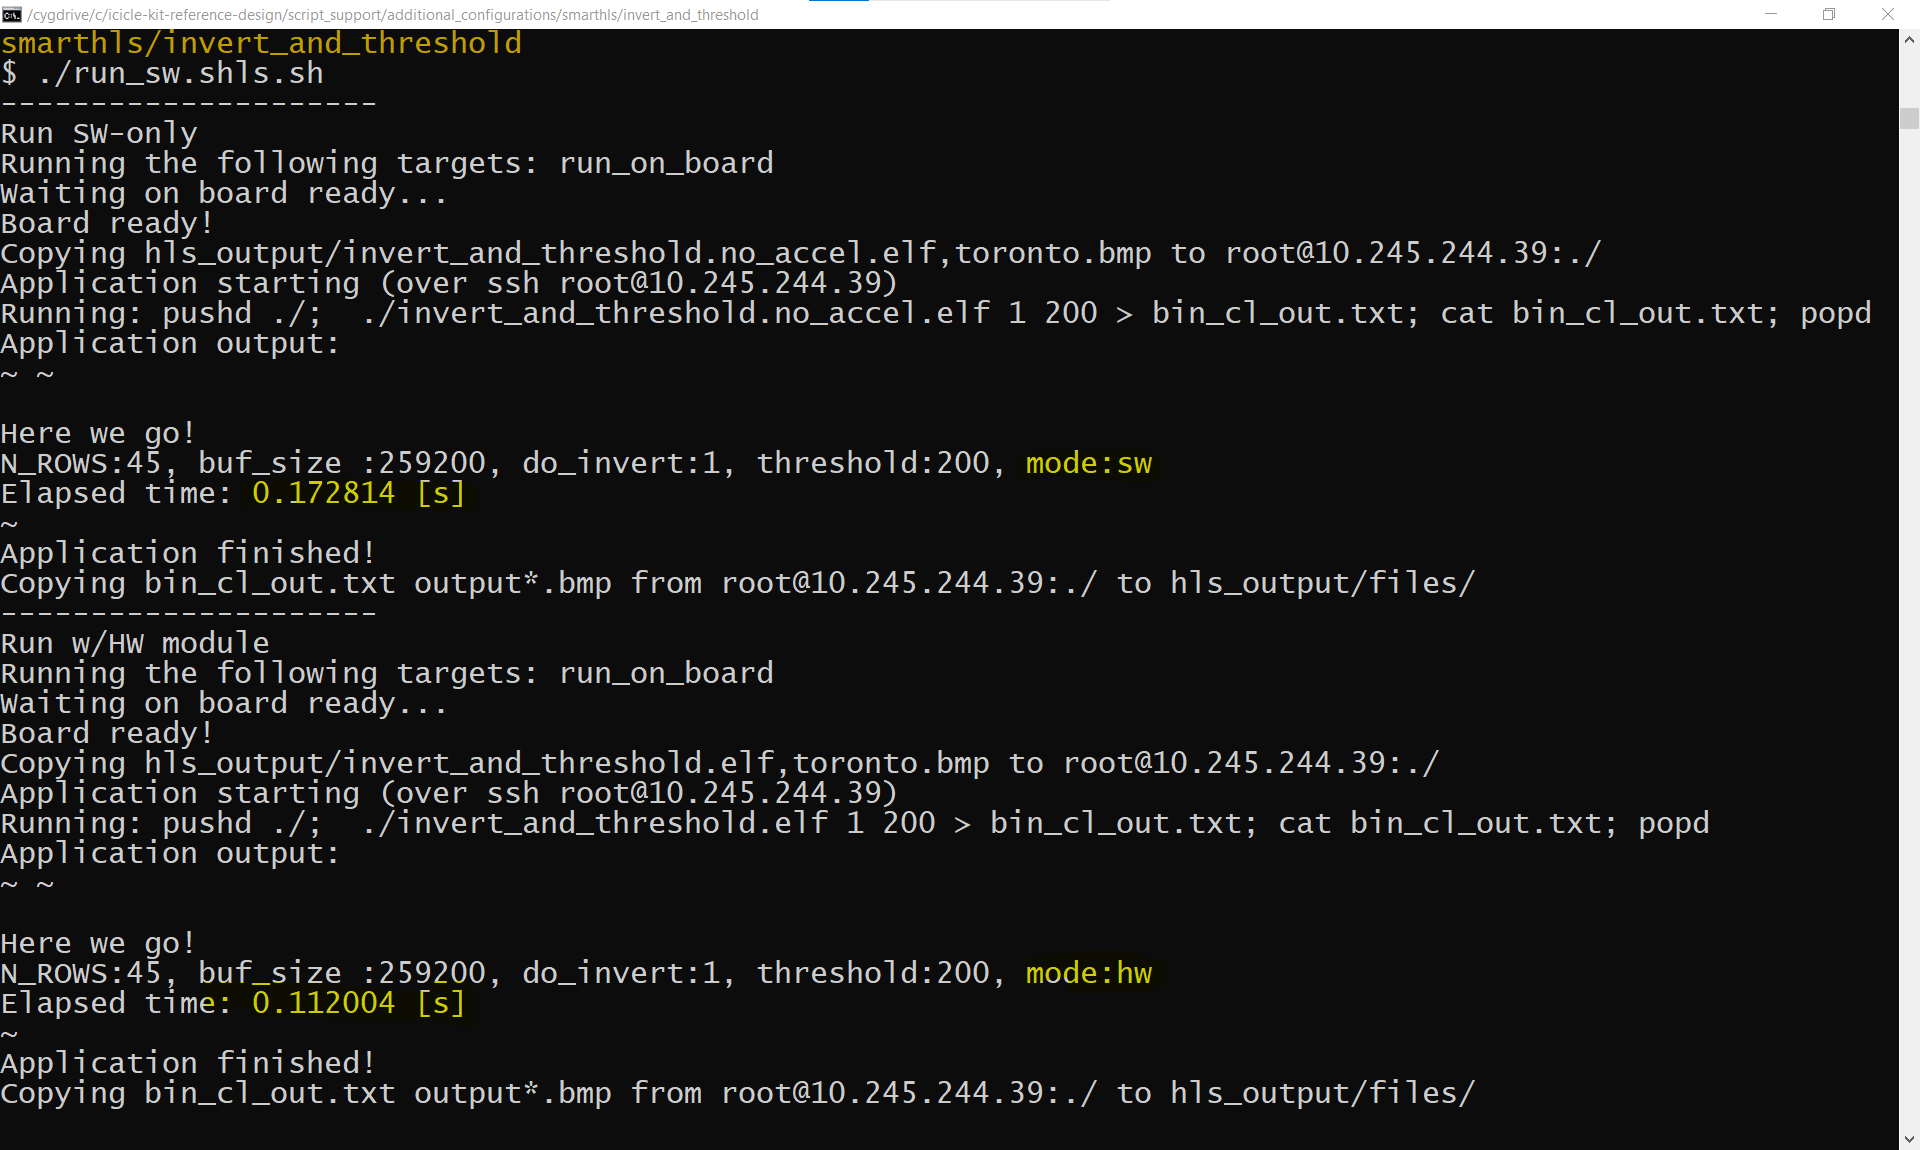 /cygdrive/c/icicle-kit-reference-design/script_support/additional_configurations/smarthls/invert_and_threshold
smarthls/invert_and_threshold
$ ./run_sw.shls.sh
---------------------
Run SW-only
Running the following targets: run_on_board
Waiting on board ready...
Board ready!
Copying hls_output/invert_and_threshold.no_accel.elf,toronto.bmp to root@10.245.244.39:./
Application starting (over ssh root@10.245.244.39)
Running: pushd ./;  ./invert_and_threshold.no_accel.elf 1 200 > bin_cl_out.txt; cat bin_cl_out.txt; popd
Application output:
~ ~
Here we go!
N_ROWS:45, buf_size :259200, do_invert:1, threshold:200, mode:sw
Elapsed time: 0.172814 [s]
~
Application finished!
Copying bin_cl_out.txt output*.bmp from root@10.245.244.39:./ to hls_output/files/
---------------------
Run w/HW module
Running the following targets: run_on_board
Waiting on board ready...
Board ready!
Copying hls_output/invert_and_threshold.elf,toronto.bmp to root@10.245.244.39:./
Application starting (over ssh root@10.245.244.39)
Running: pushd ./;  ./invert_and_threshold.elf 1 200 > bin_cl_out.txt; cat bin_cl_out.txt; popd
Application output:
~ ~
Here we go!
N_ROWS:45, buf_size :259200, do_invert:1, threshold:200, mode:hw
Elapsed time: 0.112004 [s]
~
Application finished!
Copying bin_cl_out.txt output*.bmp from root@10.245.244.39:./ to hls_output/files/